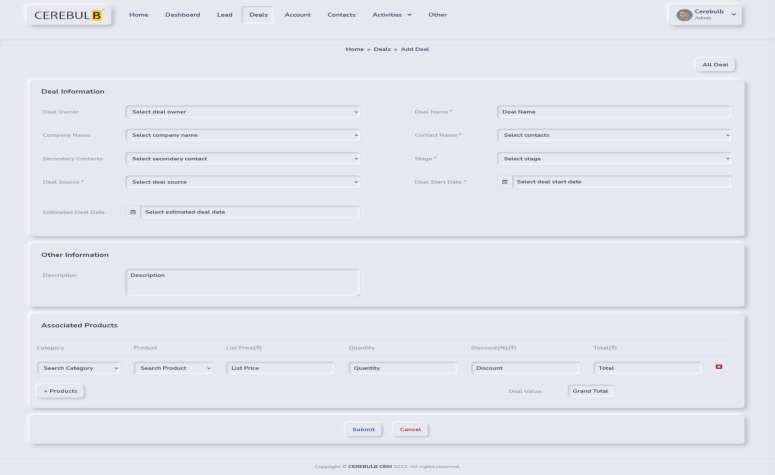 CEREBULB Home Dashboard Lead Deals Account Contacts Activities Other Cerebulb
Admin
Home » Deals » Add Deal
All Deal
Deal Information
Deal Owner Select deal owner Deal Name * Deal Name
Company Name Select company name Contact Name * Select contacts
Secondary Contacts Select secondary contact Stage * Select stage
Deal Source * Select deal source Deal Start Date * Select deal start date
Estimated Deal Date Select estimated deal date
Other Information
Description Description
Associated Products
Category Product List Price(₹) Quantity Discount(%)(₹) Total(₹)
Search Category Search Product List Price Quantity Discount Total
+ Products Deal Value Grand Total
Submit Cancel
Copyright © CEREBULB CRM 2022. All rights reserved.